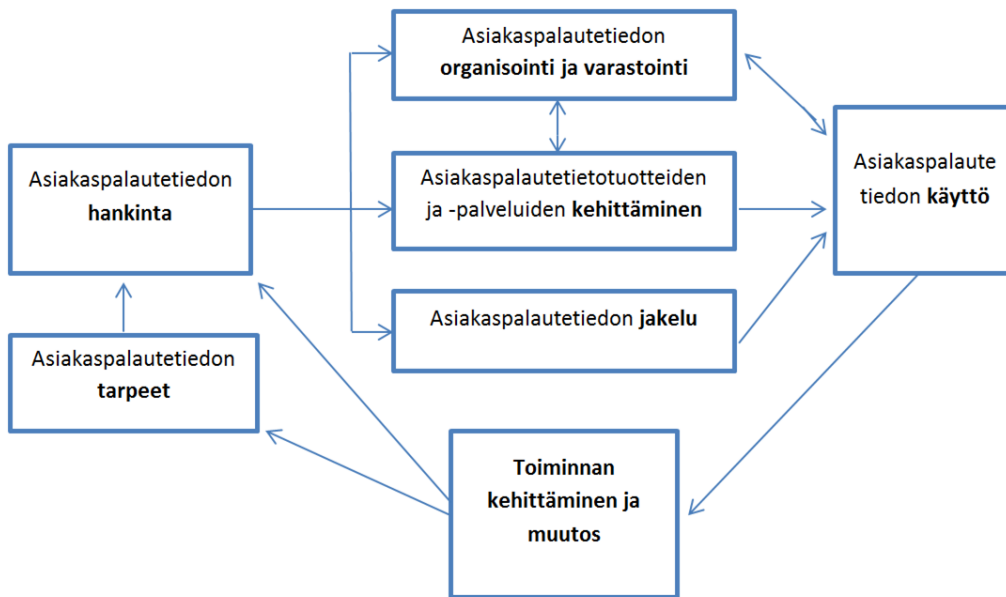 Asiakaspalautetiedon
organisointi ja varastointi
Asiakaspalautetiedon
hankinta
Asiakaspalautetietotuotteiden
ja -palveluiden kehittäminen
Asiakaspalaute
tiedon käyttö
Asiakaspalautetiedon jakelu
Asiakaspalautetiedon
tarpeet
Toiminnan
kehittäminen ja
muutos